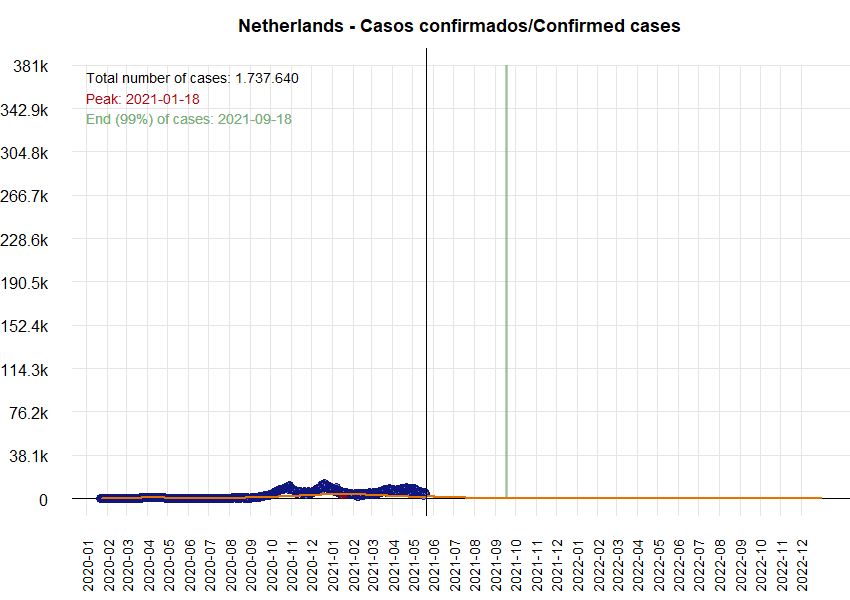 Netherlands - Casos confirmados/Confirmed cases
381k
342.9k
304.8k
266.7k
228.6k
190.5k
152.4k
114.3k
76.2k
38.1k
0
Total number of cases: 1.737.640
Peak: 2021-01-18
End (99%) of cases: 2021-09-18
2020-01
2020-02
2020-03
2020-04
2020-05
2020-06
2020-07
2020-08
2020-09
2020-10
2020-11
2020-12
2021-01
2021-02
2021-03
2021-04
2021-05
2021-06
2021-07
2021-08
2021-09
2021-10
2021-11
2021-12
2022-01
2022-02
2022-03
2022-04
2022-05
2022-06
2022-07
2022-08
2022-09
2022-10
2022-11
2022-12